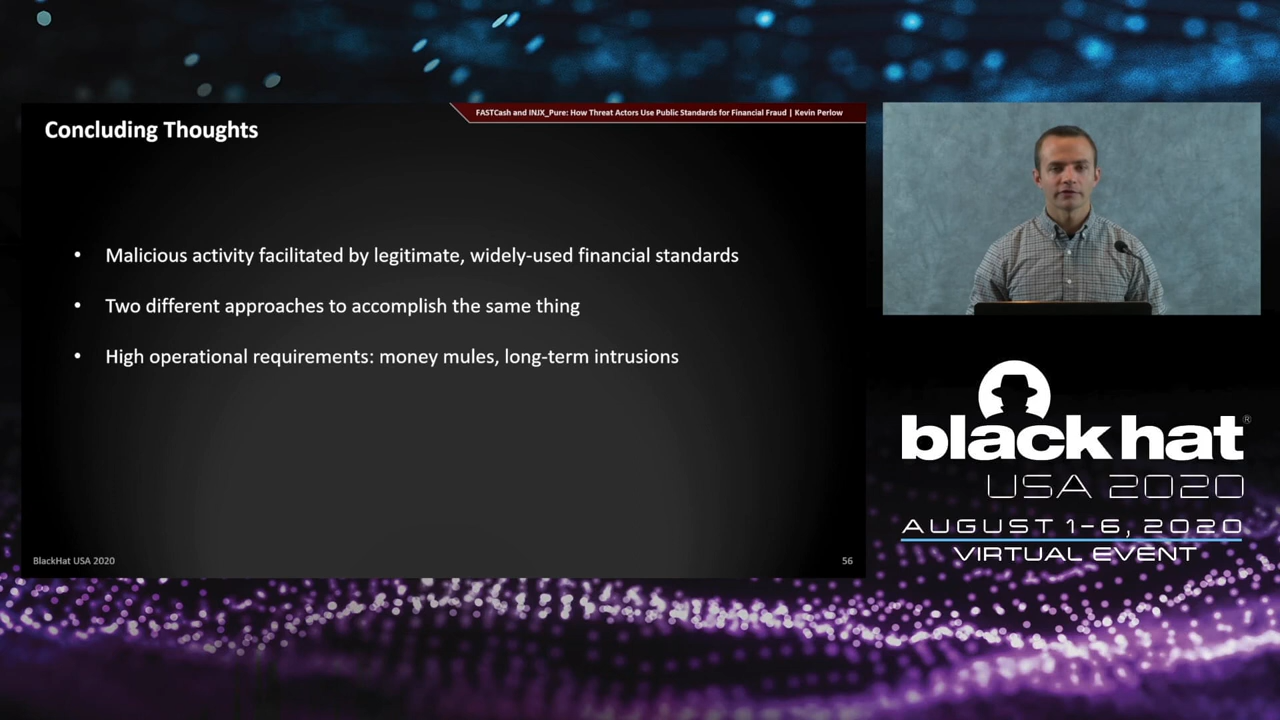 FASTCash and INJX_Pure: How Threat Actors Use Public Standards for Financial Fraud | Kevin Perlow
Concluding Thoughts
• Malicious activity facilitated by legitimate, widely-used financial standards
• Two different approaches to accomplish the same thing
• High operational requirements: money mules, long-term intrusions
BlackHat USA 2020
56
black hat®
USA 2020
AUGUST 1-6, 2020
VIRTUAL EVENT